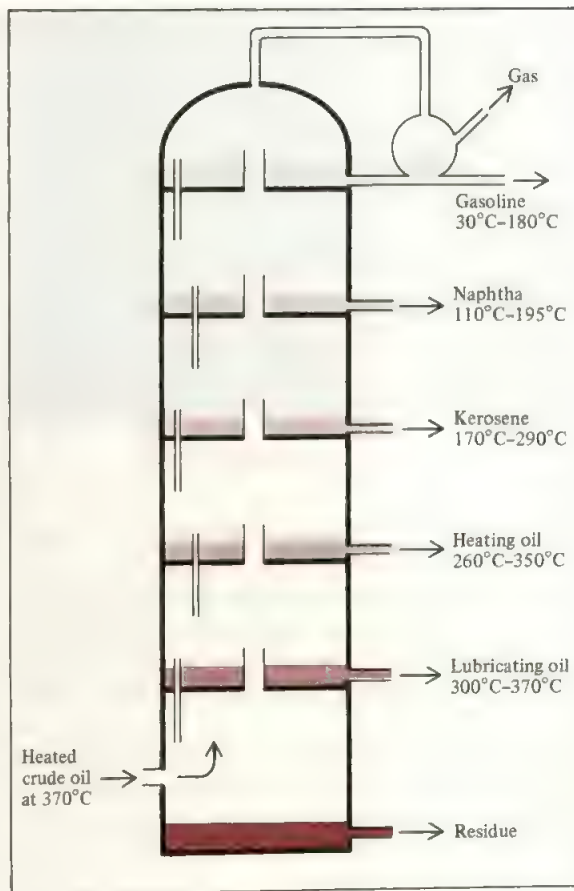 Gas
Gasoline
30°C–180°C
Naphtha
110°C–195°C
Kerosene
170°C–290°C
Heating oil
260°C–350°C
Lubricating oil
300°C–370°C
Heated
crude oil
at 370°C
Residue